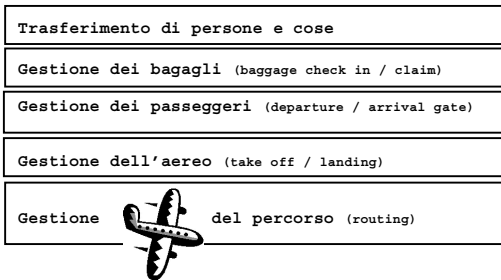 Trasferimento di persone e cose
Gestione dei bagagli (baggage check in / claim)
Gestione dei passeggeri (departure / arrival gate)
Gestione dell'aereo (take off / landing)
Gestione del percorso (routing)